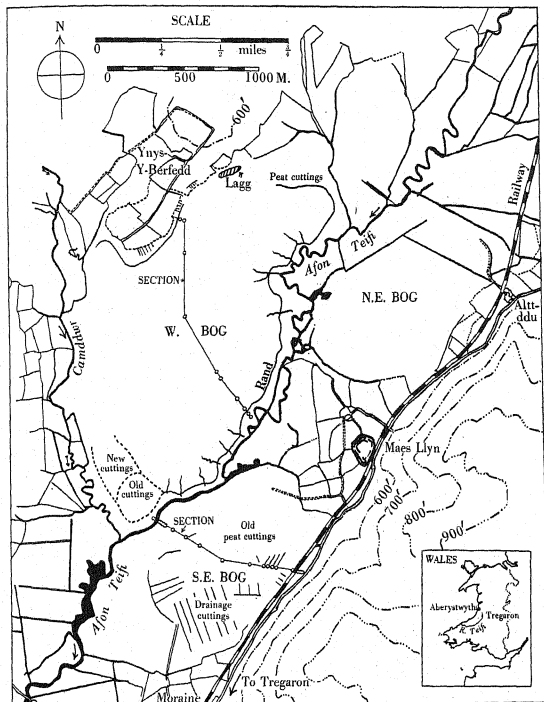 SCALE
N
0 ¼ ½ miles ¾
0 500 1000 M.
600'
Ynys-
Y-Berfedd
Lagg
Peat cuttings
Railway
Afon Teifi
SECTION
N.E. BOG
Altt-
ddu
W. BOG
Camddwr
Rand
Maes Llyn
New
cuttings
Old
cuttings
600'
700'
800'
900'
SECTION
Old
peat cuttings
S.E. BOG
Drainage
cuttings
Afon Teifi
WALES
Aberystwyth
Tregaron
R. Teifi
Moraine
To Tregaron